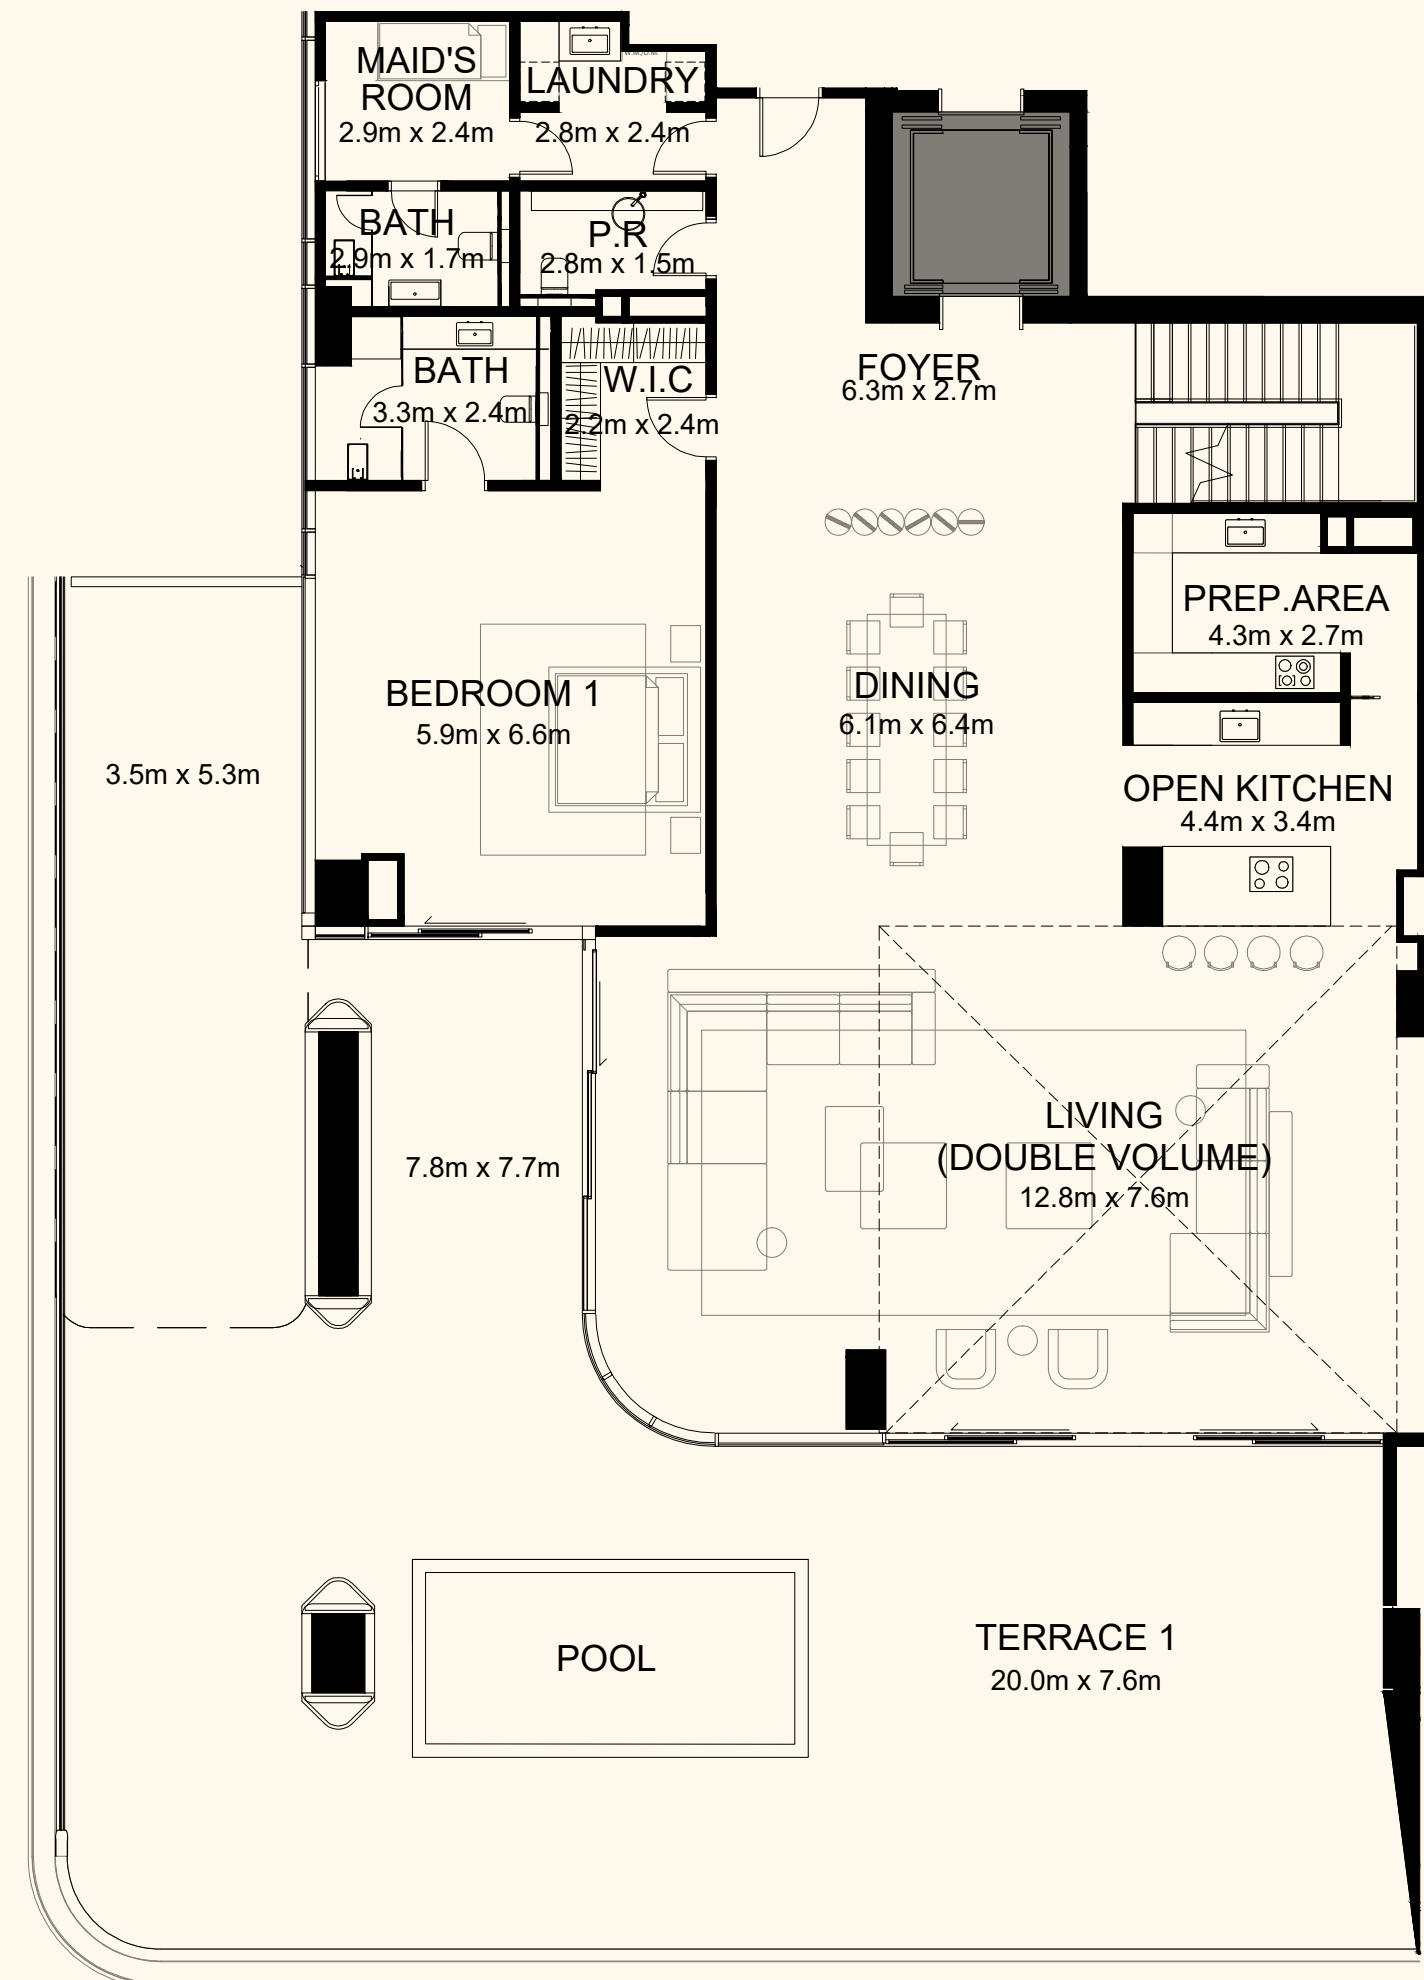 MAID'S
ROOM
2.9m x 2.4m
LAUNDRY
2.8m x 2.4m
BATH
2.9m x 1.7m
P.R
2.8m x 1.5m
BATH
3.3m x 2.4m
W.I.C
2.2m x 2.4m
FOYER
6.3m x 2.7m
PREP.AREA
4.3m x 2.7m
BEDROOM 1
5.9m x 6.6m
DINING
6.1m x 6.4m
3.5m x 5.3m
OPEN KITCHEN
4.4m x 3.4m
LIVING
(DOUBLE VOLUME)
12.8m x 7.6m
7.8m x 7.7m
POOL
TERRACE 1
20.0m x 7.6m